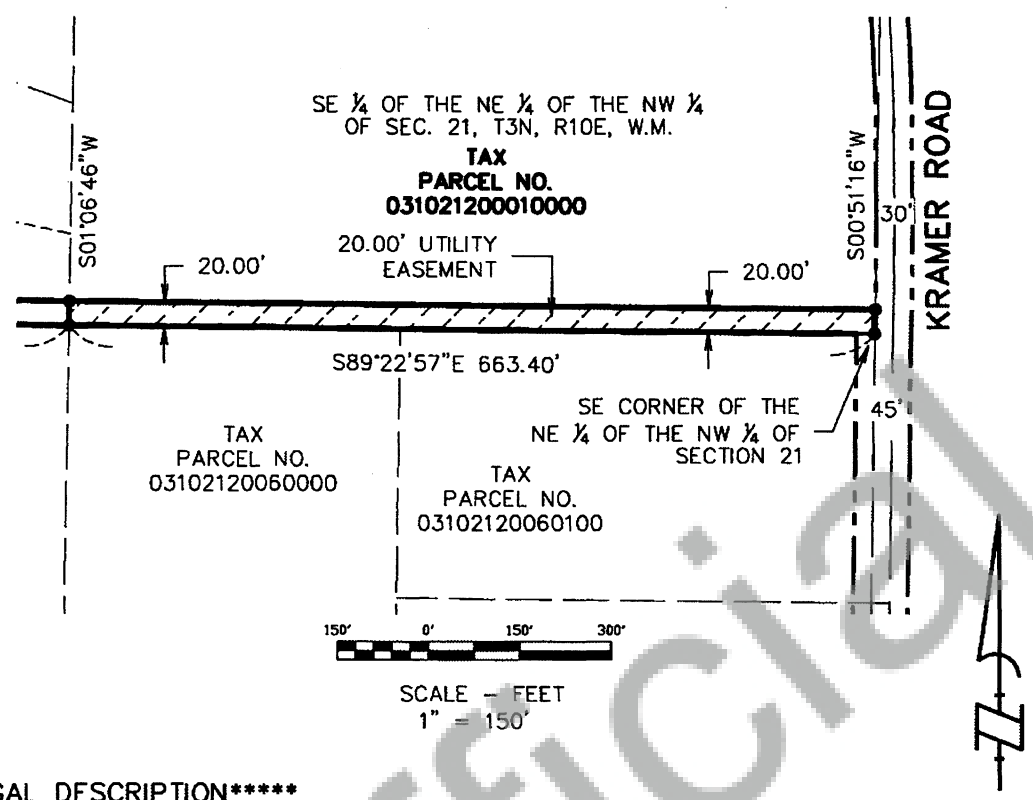 SE ¼ OF THE NE ¼ OF THE NW ¼
OF SEC. 21, T3N, R10E, W.M.
TAX
PARCEL NO.
031021200010000
S01°06'46"W
S00°51'16"W
30'
KRAMER ROAD
20.00' UTILITY
EASEMENT
20.00'
20.00'
S89°22'57"E 663.40'
SE CORNER OF THE
NE ¼ OF THE NW ¼ OF
SECTION 21
45'
TAX
PARCEL NO.
03102120060000
TAX
PARCEL NO.
03102120060100
150' 0' 150' 300'
SCALE - FEET
1" = 150'
GAL DESCRIPTION*****
ficial